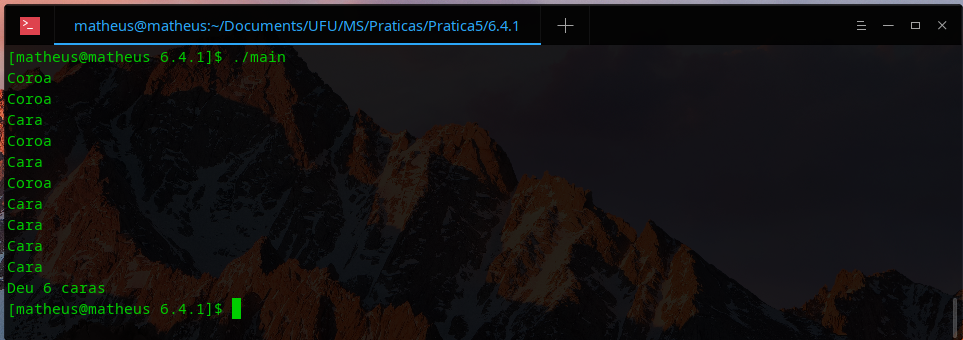 matheus@matheus:~/Documents/UFU/MS/Praticas/Pratica5/6.4.1
[matheus@matheus 6.4.1]$ ./main
Coroa
Coroa
Cara
Coroa
Cara
Coroa
Cara
Cara
Cara
Cara
Deu 6 caras
[matheus@matheus 6.4.1]$